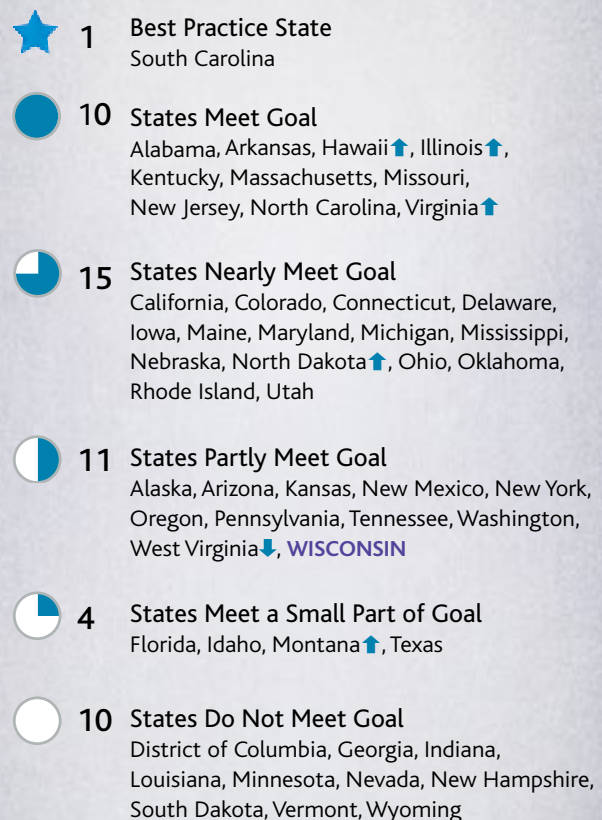 1 Best Practice State
South Carolina
10 States Meet Goal
Alabama, Arkansas, Hawaii⬆, Illinois⬆,
Kentucky, Massachusetts, Missouri,
New Jersey, North Carolina, Virginia⬆
15 States Nearly Meet Goal
California, Colorado, Connecticut, Delaware,
Iowa, Maine, Maryland, Michigan, Mississippi,
Nebraska, North Dakota⬆, Ohio, Oklahoma,
Rhode Island, Utah
11 States Partly Meet Goal
Alaska, Arizona, Kansas, New Mexico, New York,
Oregon, Pennsylvania, Tennessee, Washington,
West Virginia⬇, WISCONSIN
4 States Meet a Small Part of Goal
Florida, Idaho, Montana⬆, Texas
10 States Do Not Meet Goal
District of Columbia, Georgia, Indiana,
Louisiana, Minnesota, Nevada, New Hampshire,
South Dakota, Vermont, Wyoming